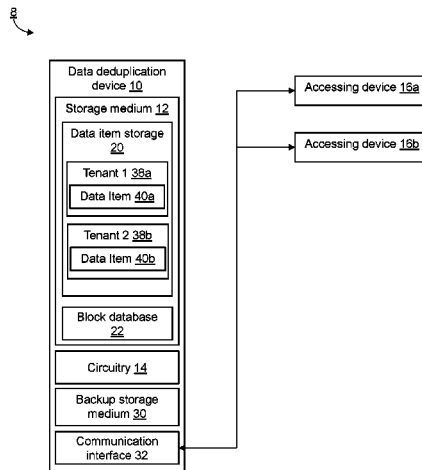 8
Data deduplication
device 10
Storage medium 12
Data item storage
20
Tenant 1 38a
Data Item 40a
Tenant 2 38b
Data Item 40b
Block database
22
Circuitry 14
Backup storage
medium 30
Communication
interface 32
Accessing device 16a
Accessing device 16b